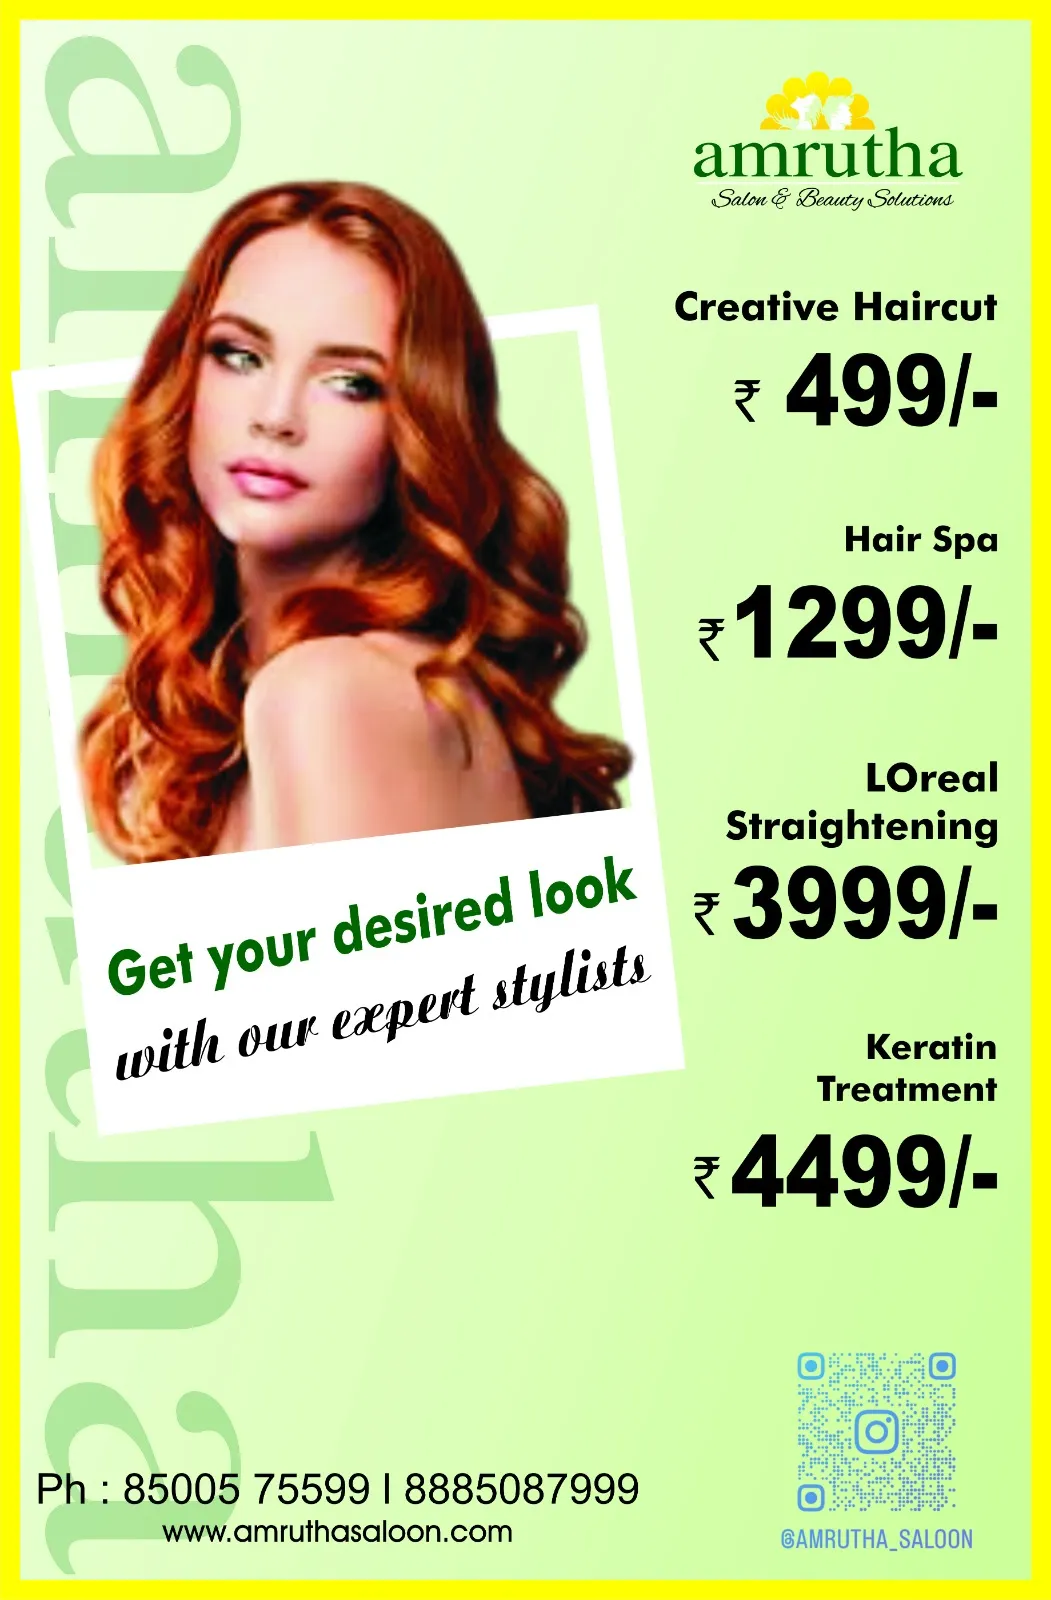 amrutha
amrutha
Salon & Beauty Solutions
Creative Haircut
₹ 499/-
Hair Spa
₹ 1299/-
LOreal
Straightening
₹ 3999/-
Keratin
Treatment
₹ 4499/-
Get your desired look
with our expert stylists
Ph : 85005 75599 l 8885087999
www.amruthasaloon.com
@AMRUTHA_SALOON